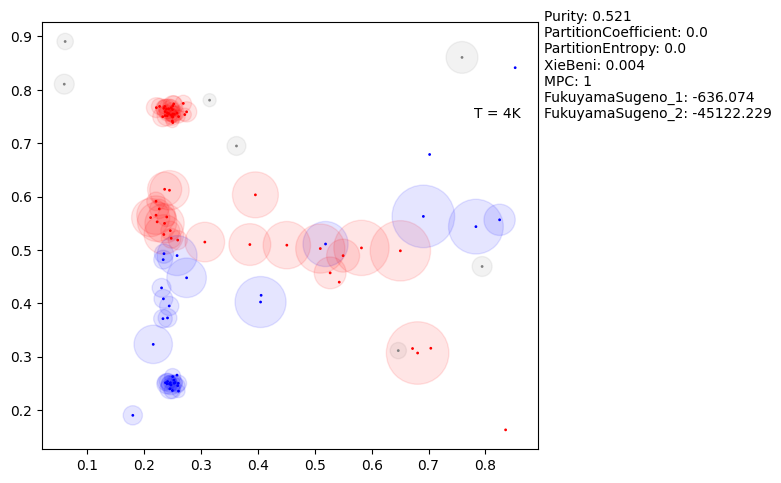 Purity: 0.521
PartitionCoefficient: 0.0
PartitionEntropy: 0.0
XieBeni: 0.004
MPC: 1
FukuyamaSugeno_1: -636.074
FukuyamaSugeno_2: -45122.229
T = 4K
0.9
0.8
0.7
0.6
0.5
0.4
0.3
0.2
0.1 0.2 0.3 0.4 0.5 0.6 0.7 0.8